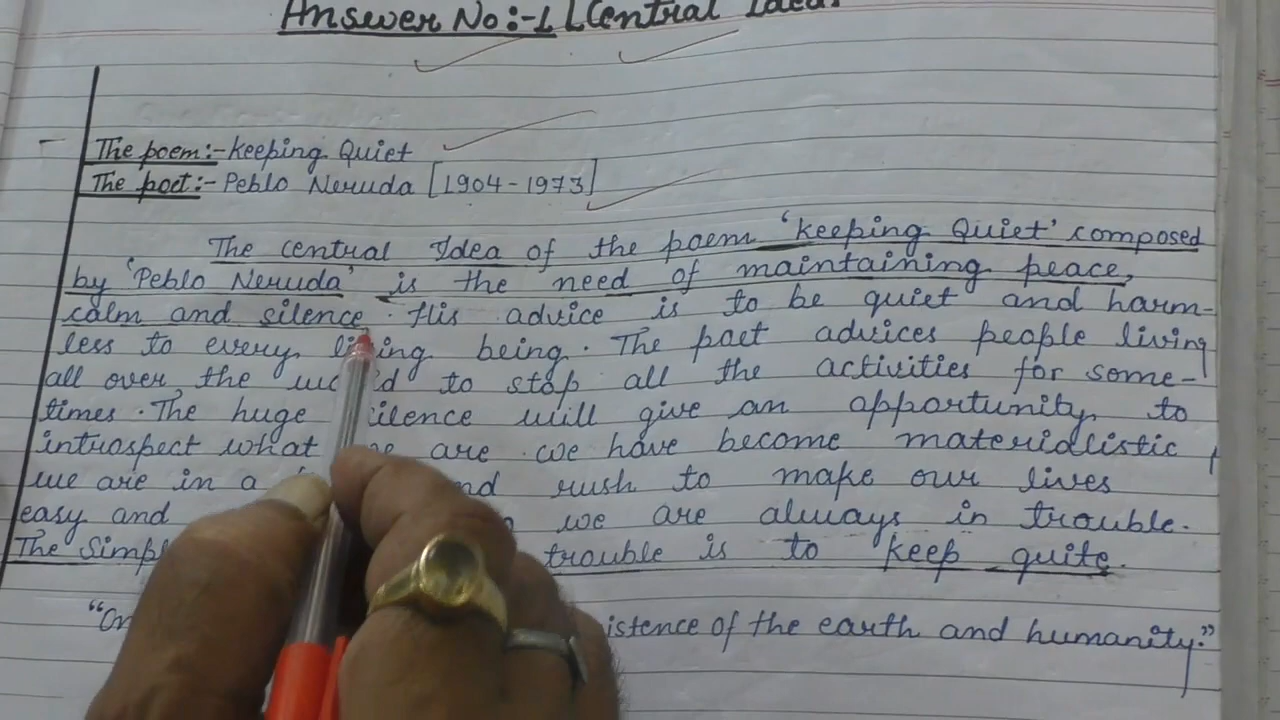 Answer No:-1 [Central Idea]
The poem:- Keeping Quiet
The poet:- Peblo Neruda [1904-1973]
The central Idea of the poem 'keeping Quiet' composed
by 'Peblo Neruda' is the need of maintaining peace,
calm and silence. His advice is to be quiet and harm-
less to every living being. The poet advices people living
all over the world to stop all the activities for some-
times. The huge silence will give an opportunity to
introspect what we are. we have become materialistic,
we are in a rush to make our lives
easy and we are always in trouble.
The trouble is to keep quite.
of the earth and humanity."